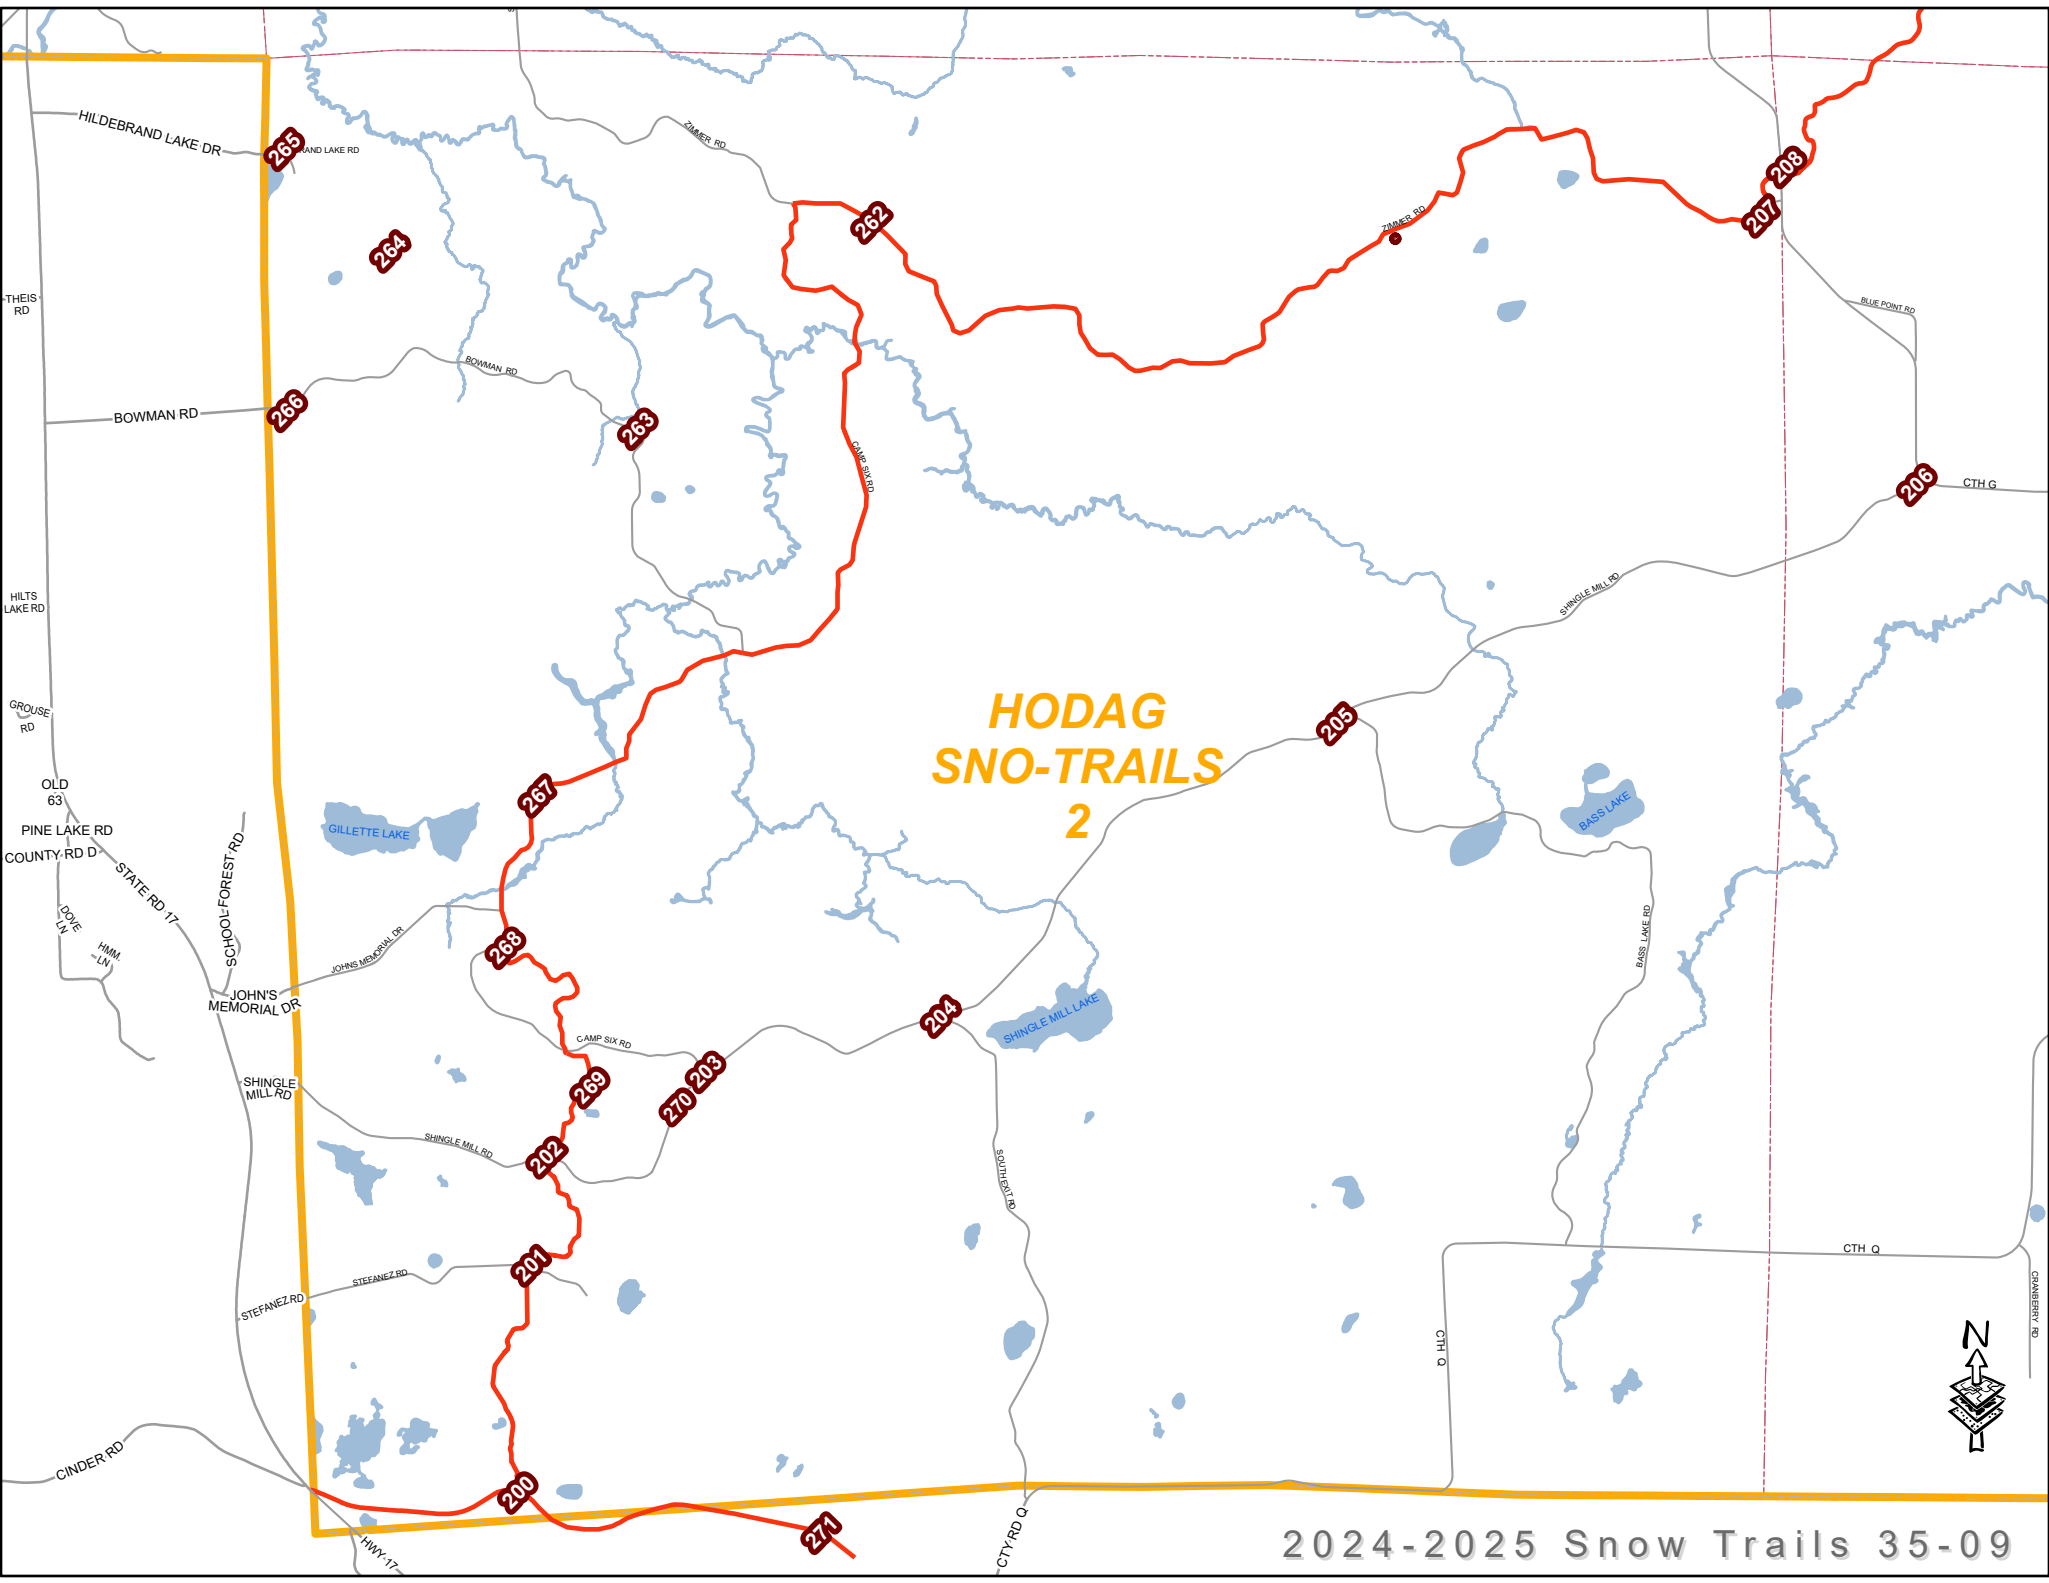 HILDEBRAND LAKE DR
265
RAND LAKE RD
ZIMMER RD
208
207
262
ZIMMER RD
264
THEIS
RD
BLUE POINT RD
BOWMAN RD
BOWMAN RD
266
263
CAMP SIX RD
206
CTH G
HILTS
LAKE RD
SHINGLE MILL RD
GROUSE
RD
HODAG
SNO-TRAILS
2
205
OLD
63
267
PINE LAKE RD
COUNTY RD D
GILLETTE LAKE
BASS LAKE
STATE RD 17
SCHOOL FOREST RD
DOVE
LN
HMM.
LN
268
JOHNS MEMORIAL DR
BASS LAKE RD
JOHN'S
MEMORIAL DR
204
SHINGLE MILL LAKE
CAMP SIX RD
203
269
270
SHINGLE
MILL RD
SHINGLE MILL RD
202
SOUTH EXIT RD
201
STEFANEZ RD
STEFANEZ RD
CTH Q
CRANBERRY RD
CTH Q
N
CINDER RD
200
271
HWY 17
CTY RD Q
2024-2025 Snow Trails 35-09